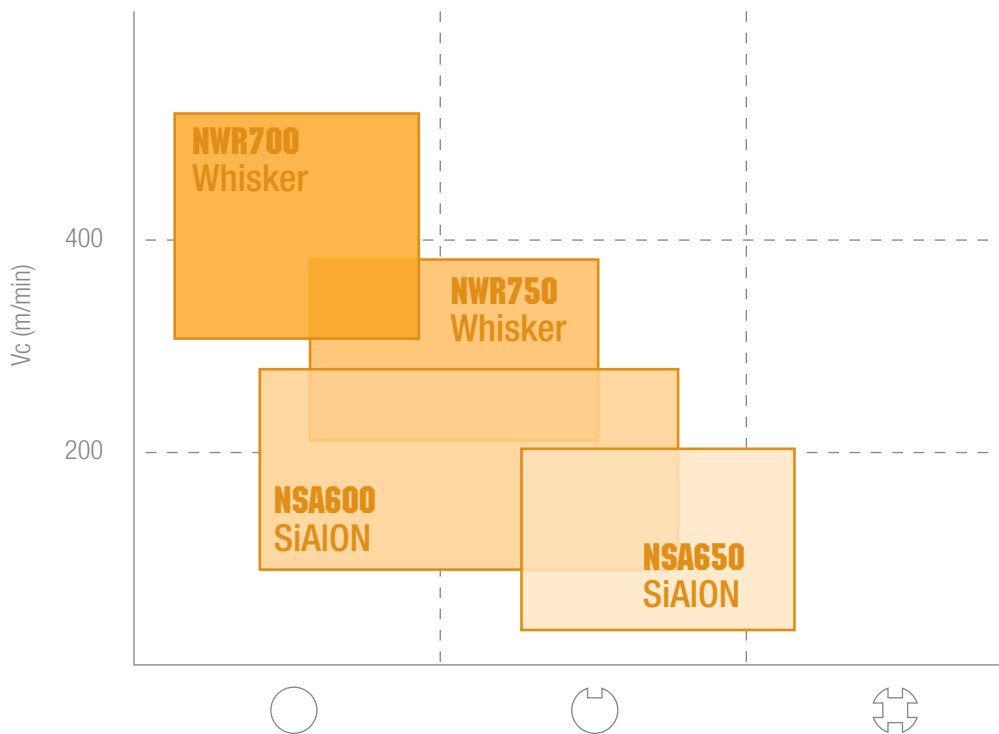 NWR700
Whisker
400
NWR750
Whisker
Vc (m/min)
200
NSA600
SiAlON
NSA650
SiAlON